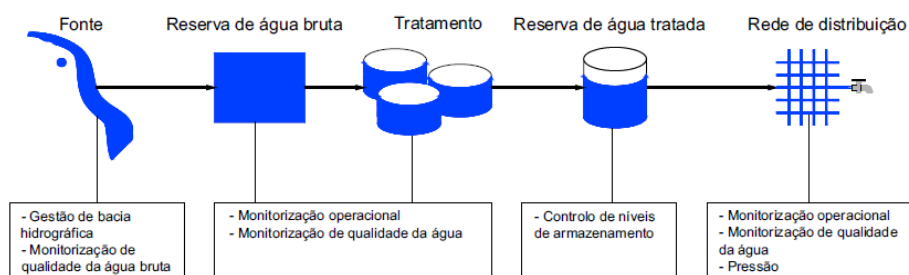 Fonte
Reserva de água bruta
Tratamento
Reserva de água tratada
Rede de distribuição
- Gestão de bacia
hidrográfica
- Monitorização de
qualidade da água bruta
- Monitorização operacional
- Monitorização de qualidade da água
- Controlo de níveis
de armazenamento
- Monitorização operacional
- Monitorização de qualidade
da água
- Pressão